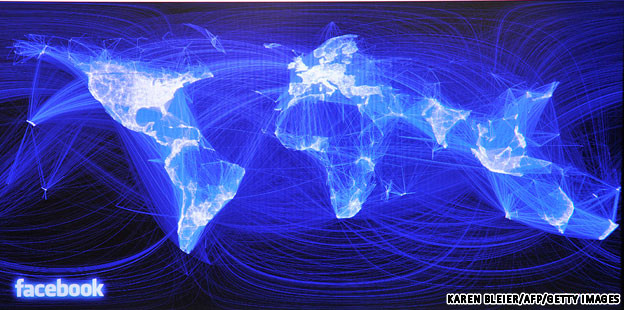 facebook
KAREN BLEIER/AFP/GETTY IMAGES